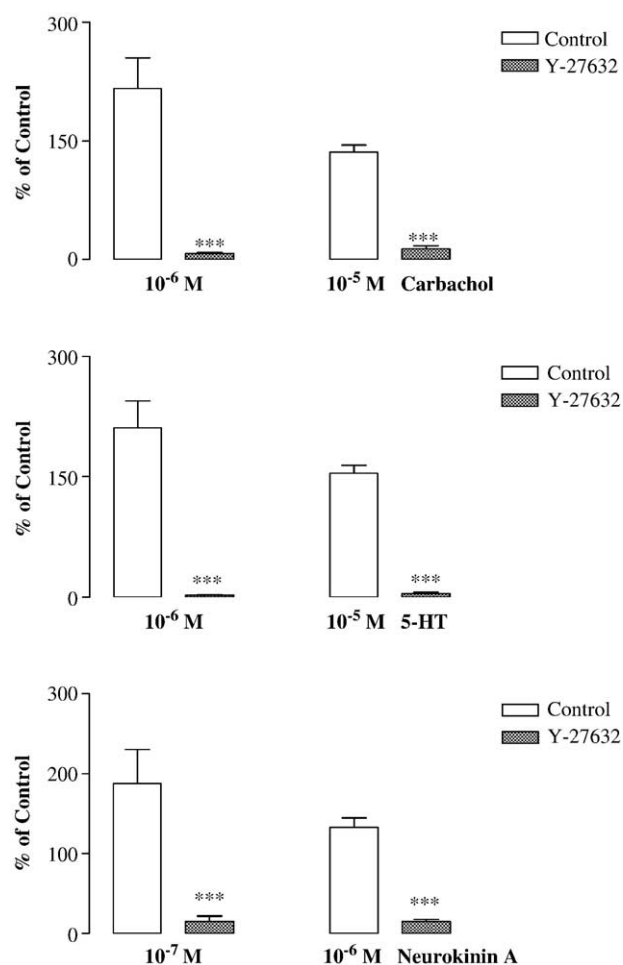 300
Control
Y-27632
% of Control
150
***
***
0
10⁻⁶ M
10⁻⁵ M Carbachol
300
Control
Y-27632
% of Control
150
***
***
0
10⁻⁶ M
10⁻⁵ M 5-HT
300
Control
Y-27632
% of Control
200
100
***
***
0
10⁻⁷ M
10⁻⁶ M Neurokinin A